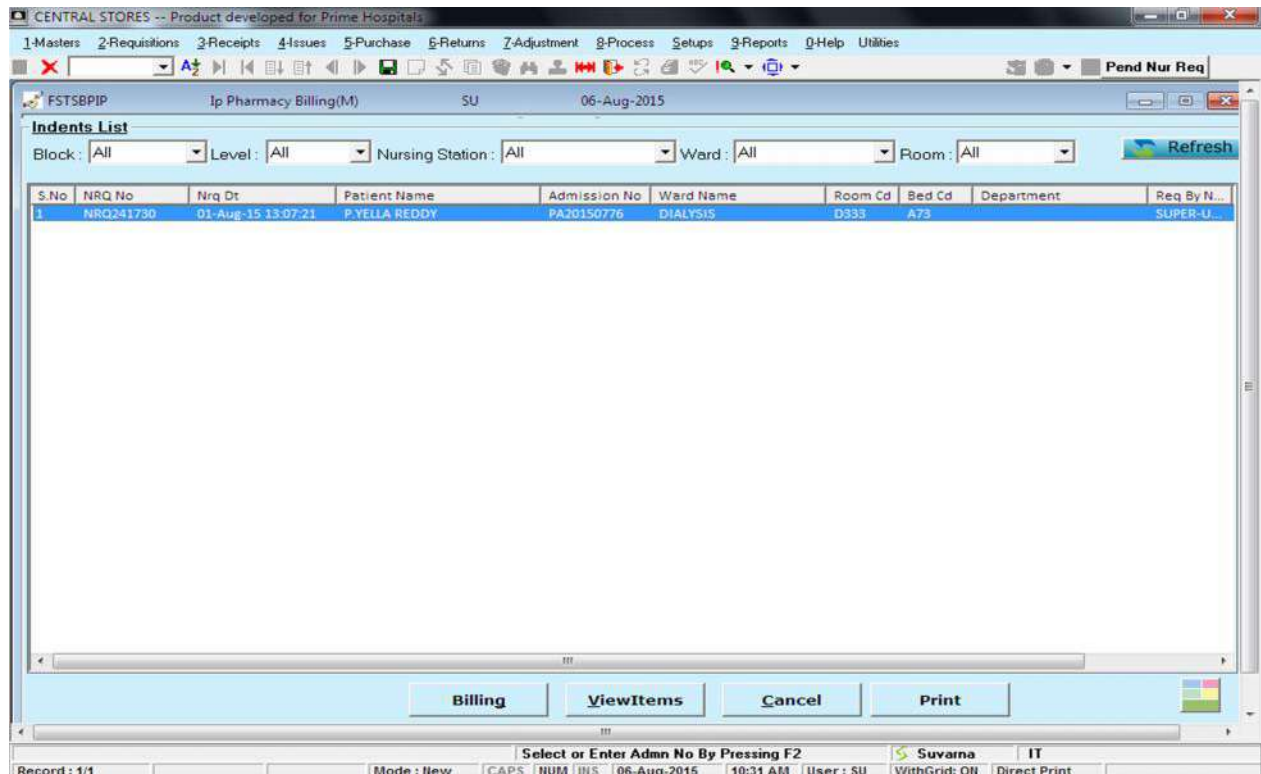 CENTRAL STORES -- Product developed for Prime Hospitals
1-Masters 2-Requisitions 3-Receipts 4-Issues 5-Purchase 6-Returns 7-Adjustment 8-Process Setups 9-Reports 0-Help Utilities
Pend Nur Req
FSTSBPIP Ip Pharmacy Billing(M) SU 06-Aug-2015
Indents List
Block : All Level : All Nursing Station : All Ward : All Room : All Refresh
S.No NRQ No Nrq Dt Patient Name Admission No Ward Name Room Cd Bed Cd Department Req By N...
1 NRQ241730 01-Aug-15 13:07:21 P.YELLA REDDY PA20150776 DIALYSIS D333 A73 SUPER-U...
Billing ViewItems Cancel Print
Select or Enter Admn No By Pressing F2 Suvarna IT
Record : 1/1 Mode : New CAPS NUM INS 06-Aug-2015 10:31 AM User : SU WithGrid: ON Direct Print